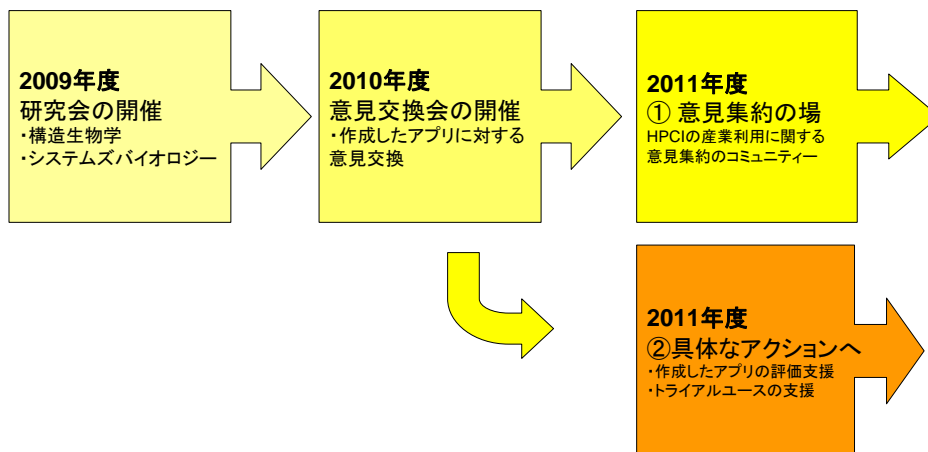 2009年度
研究会の開催
・構造生物学
・システムズバイオロジー
2010年度
意見交換会の開催
・作成したアプリに対する
意見交換
2011年度
① 意見集約の場
HPCIの産業利用に関する
意見集約のコミュニティー
2011年度
②具体なアクションへ
・作成したアプリの評価支援
・トライアルユースの支援